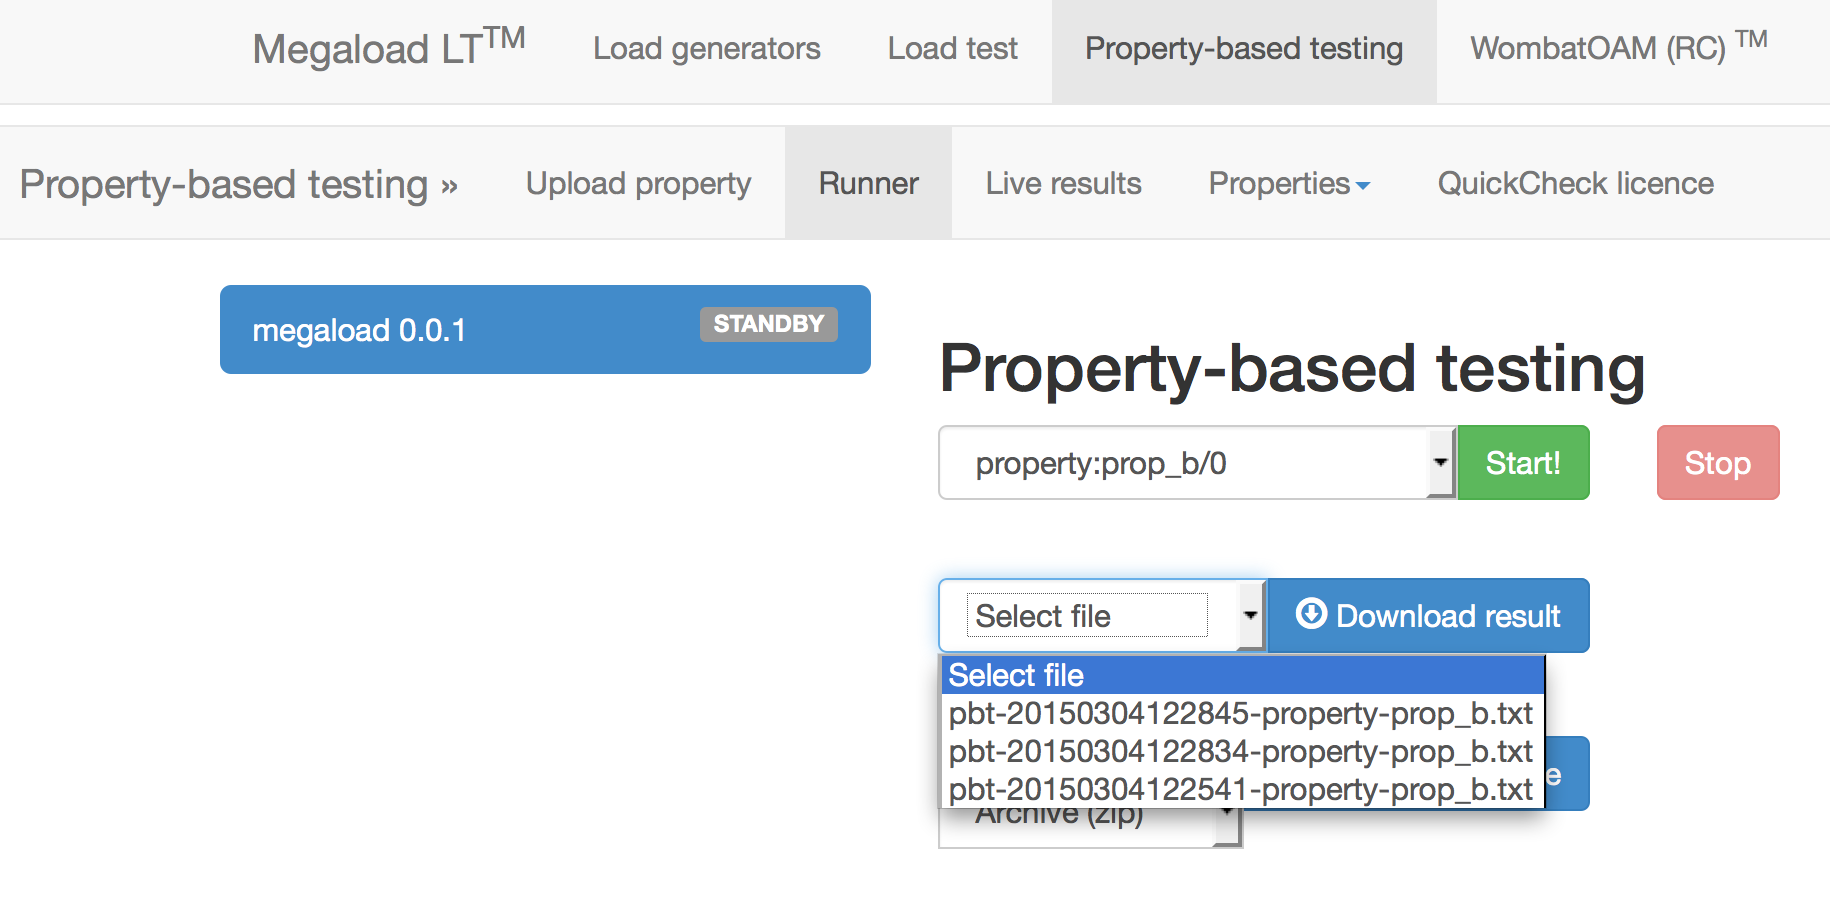 Megaload LT™ Load generators Load test Property-based testing WombatOAM (RC) ™
Property-based testing » Upload property Runner Live results Properties QuickCheck licence
megaload 0.0.1 STANDBY
Property-based testing
property:prop_b/0 Start! Stop
Select file Download result
Select file
pbt-20150304122845-property-prop_b.txt
pbt-20150304122834-property-prop_b.txt
pbt-20150304122541-property-prop_b.txt
Archive (zip)